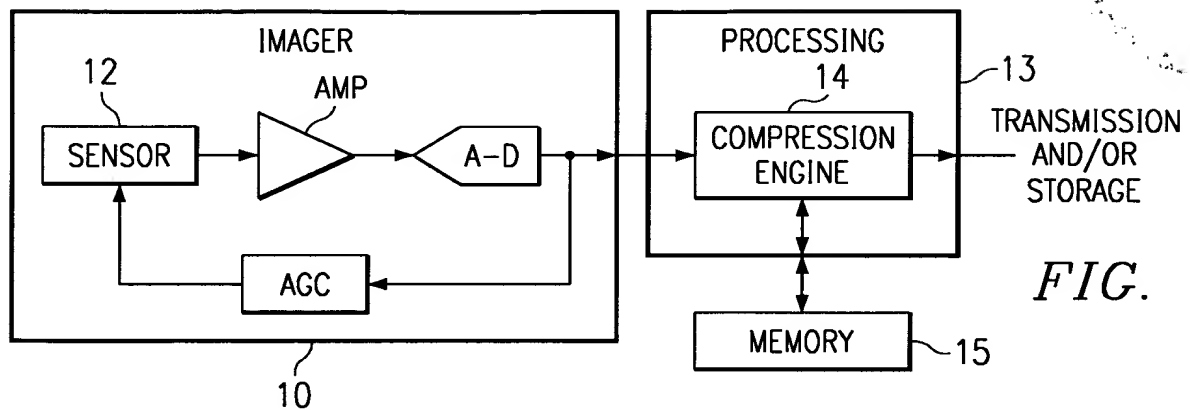 IMAGER
12
AMP
SENSOR
A-D
AGC
10
PROCESSING
13
14
COMPRESSION
ENGINE
TRANSMISSION
AND/OR
STORAGE
MEMORY
15
FIG.